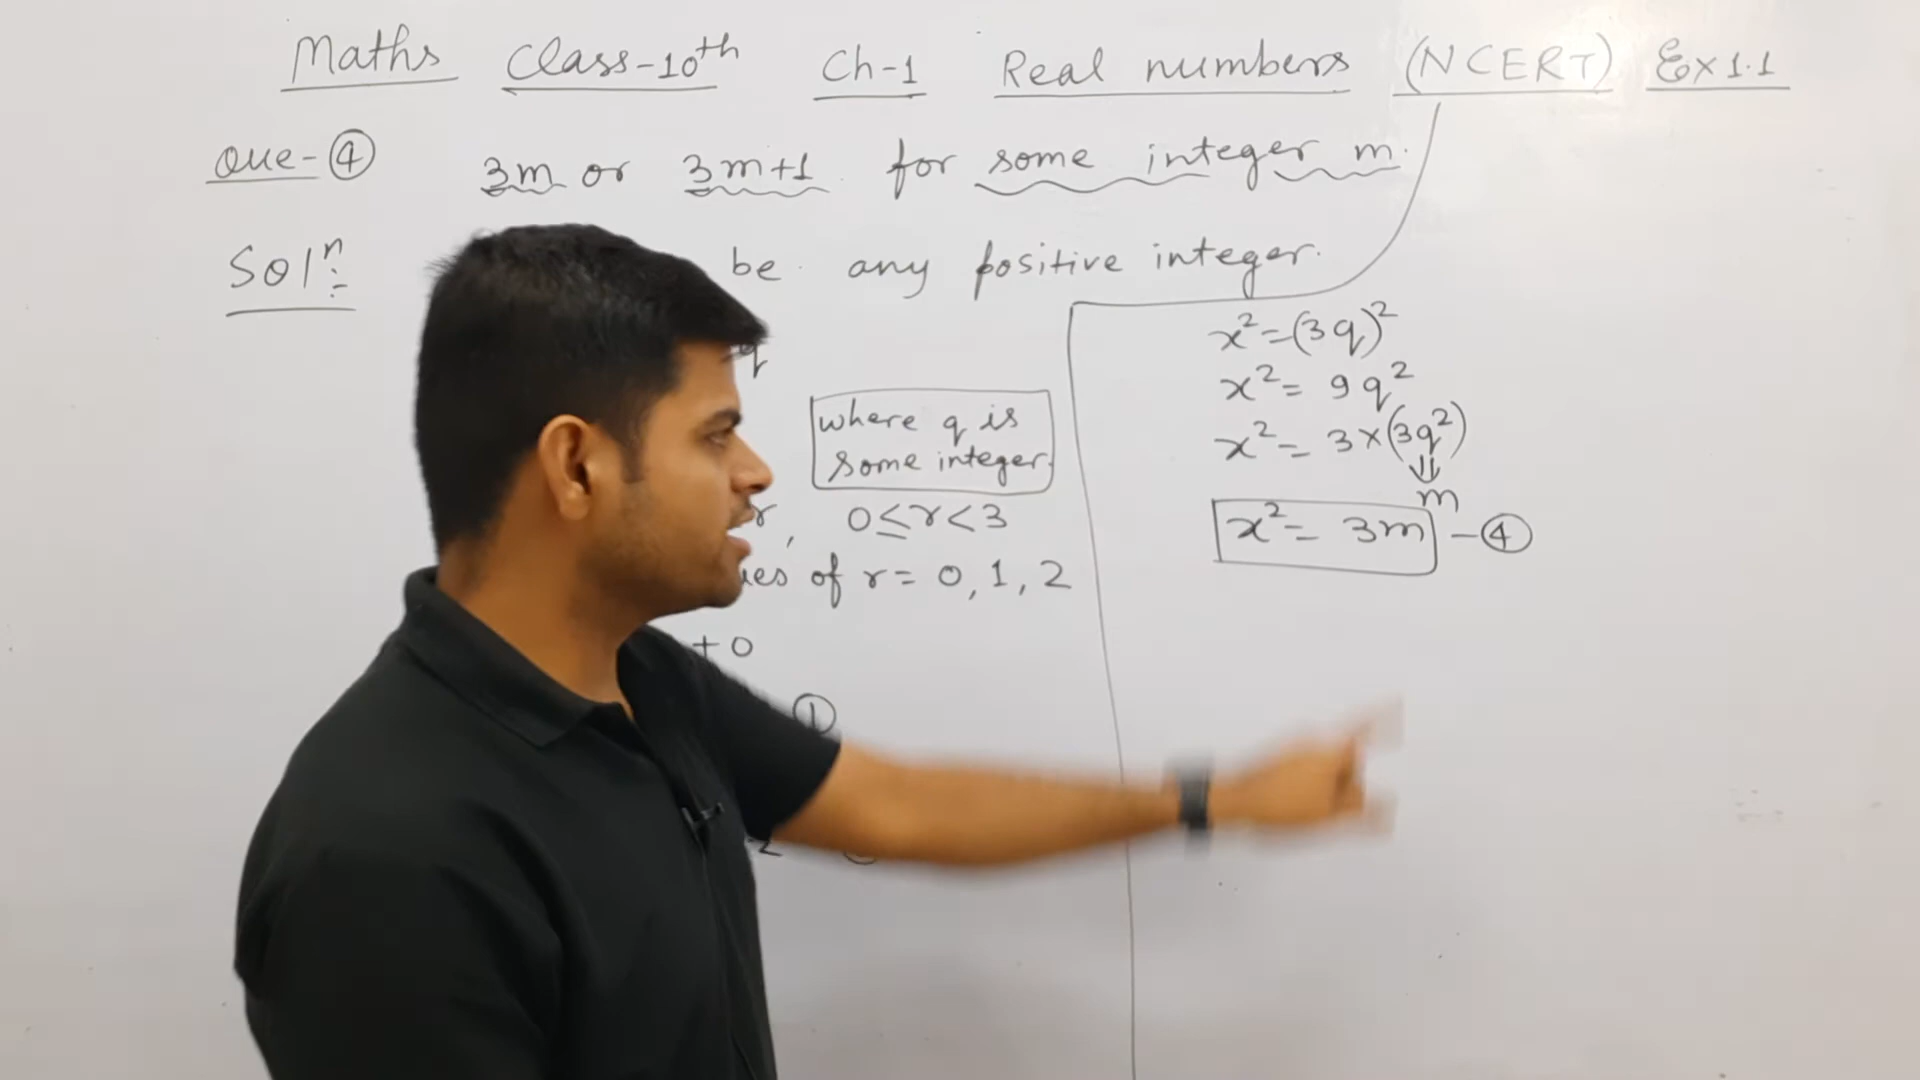 Maths Class-10th Ch-1 Real numbers (NCERT) Ex 1.1
Que-④ 3m or 3m+1 for some integer m.
Solⁿ:- be any positive integer.
q
where q is
some integer.
r, 0≤r<3
ues of r= 0, 1, 2
+0
①
x²=(3q)²
x²= 9q²
x²= 3×(3q²)
m
x²= 3m -④